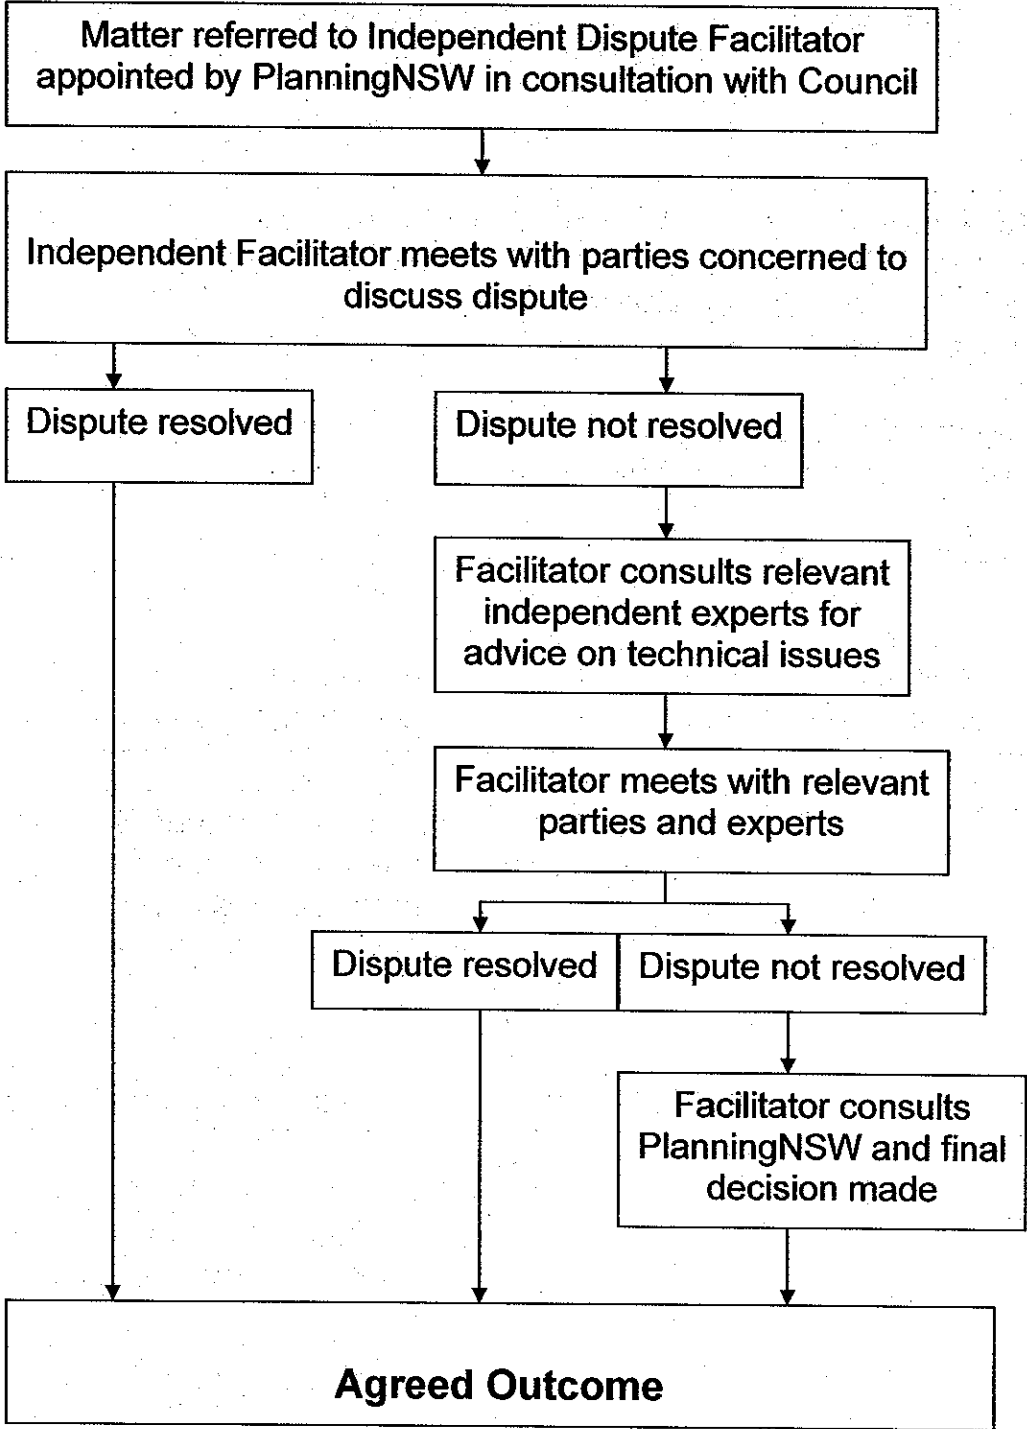 Matter referred to Independent Dispute Facilitator
appointed by PlanningNSW in consultation with Council
Independent Facilitator meets with parties concerned to
discuss dispute
Dispute resolved
Dispute not resolved
Facilitator consults relevant
independent experts for
advice on technical issues
Facilitator meets with relevant
parties and experts
Dispute resolved
Dispute not resolved
Facilitator consults
PlanningNSW and final
decision made
Agreed Outcome